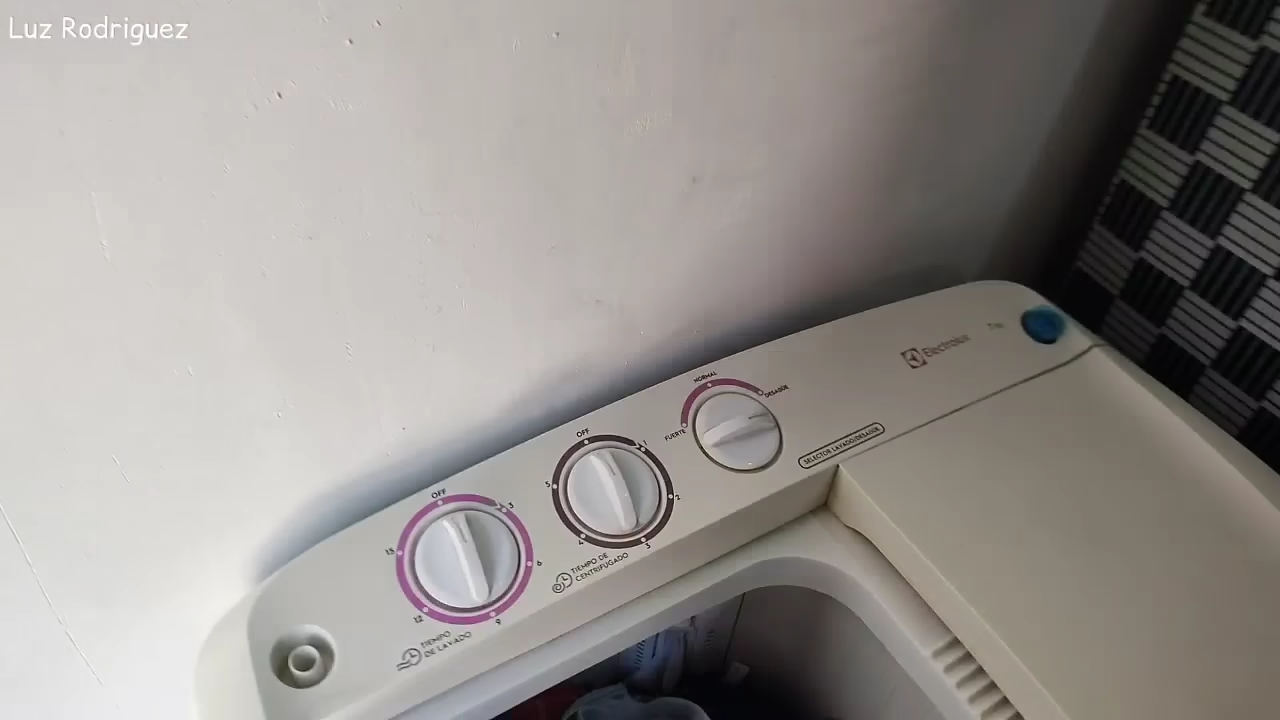 Luz Rodriguez
Electrolux
NORMAL
DESAGÜE
FUERTE
SELECTOR LAVADO/DESAGÜE
OFF
1
2
3
4
5
TIEMPO DE
CENTRIFUGADO
OFF
3
6
9
12
15
TIEMPO
DE LAVADO